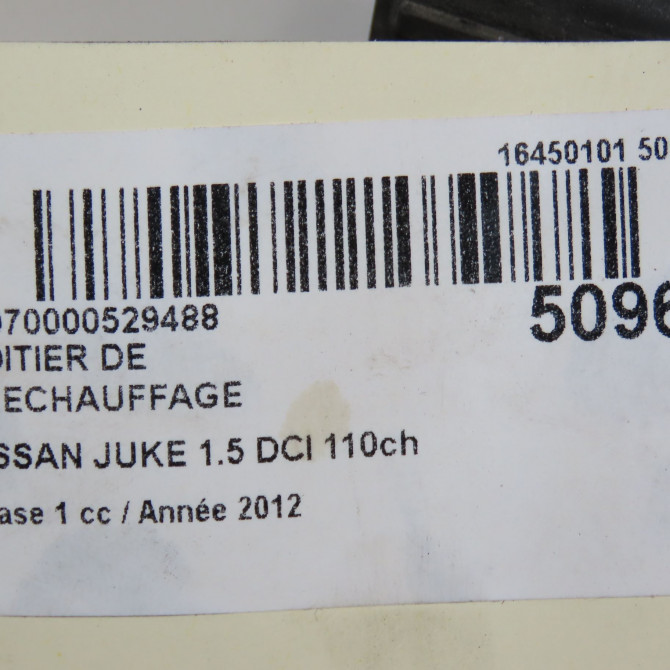 16450101 50
070000529488
5096
OITIER DE
ECHAUFFAGE
SSAN JUKE 1.5 DCI 110ch
ase 1 cc / Année 2012